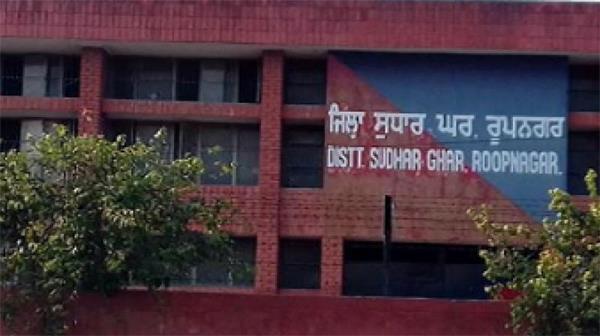 ਜਿਲਾ ਸੁਧਾਰ ਘਰ, ਰੂਪਨਗਰ
DISTT. SUDHAR GHAR, ROOPNAGAR.